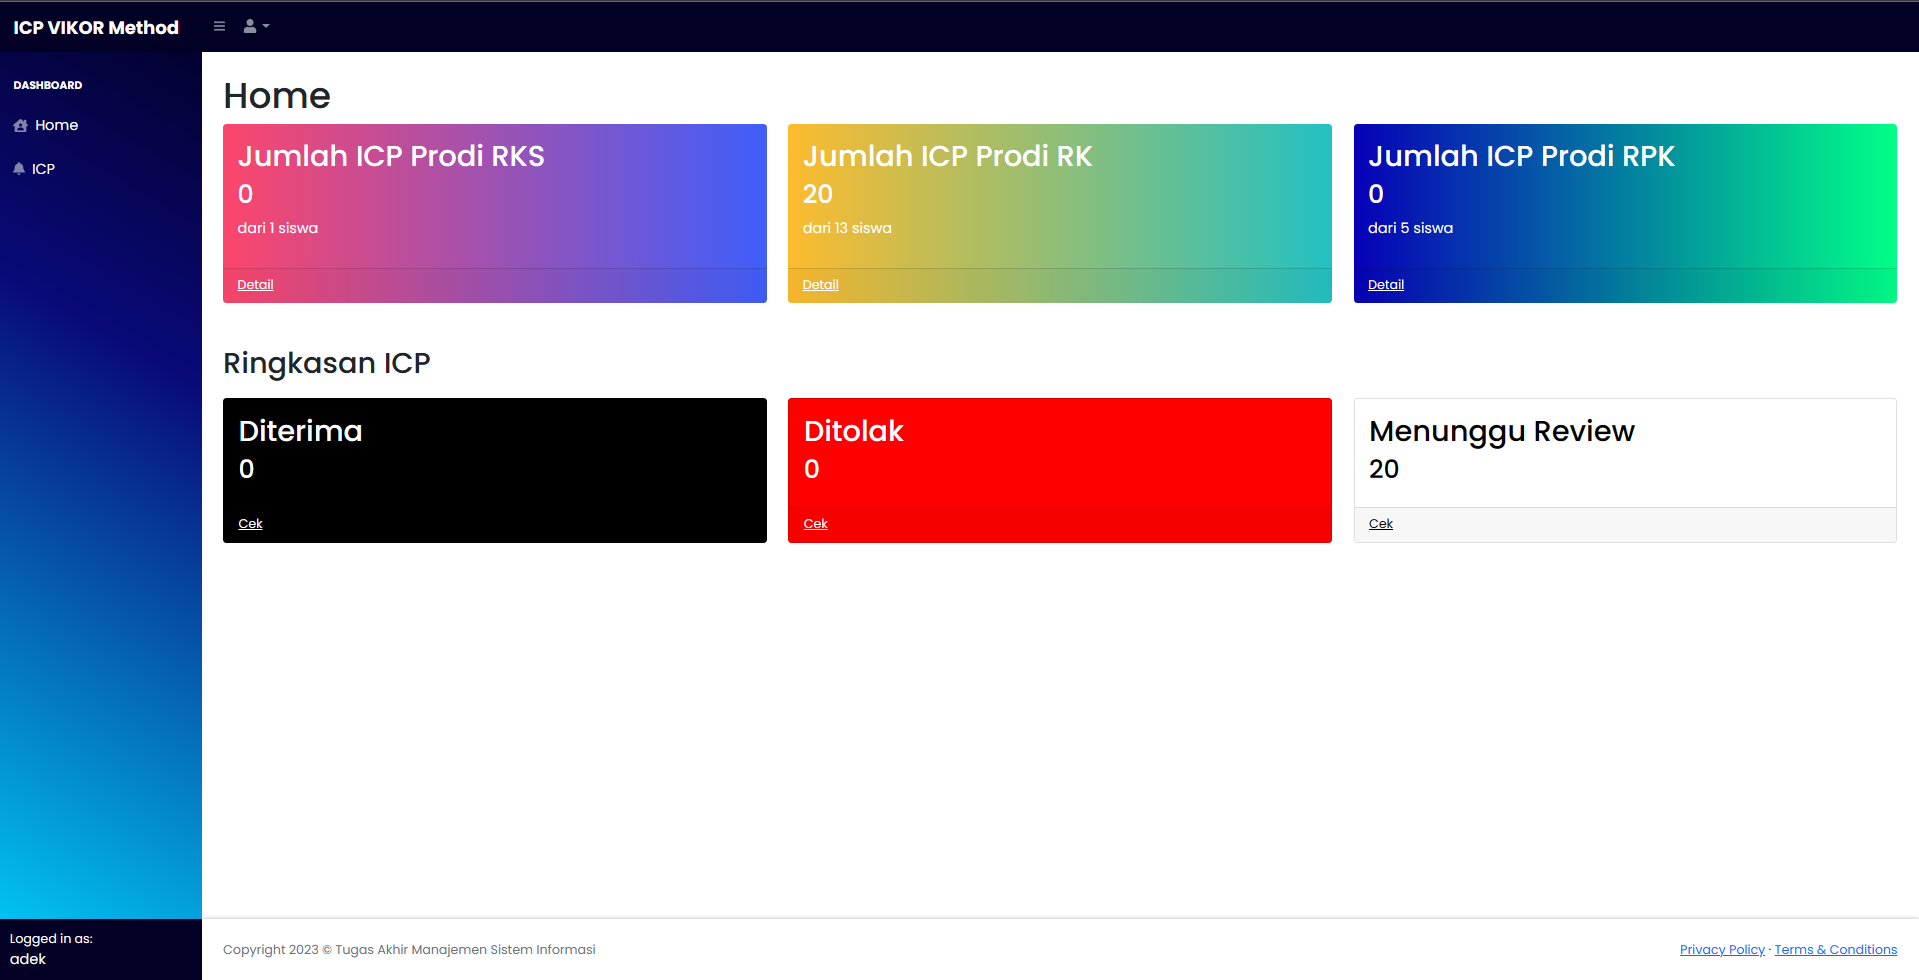 ICP VIKOR Method
DASHBOARD
Home
ICP
Home
Jumlah ICP Prodi RKS
0
dari 1 siswa
Detail
Jumlah ICP Prodi RK
20
dari 13 siswa
Detail
Jumlah ICP Prodi RPK
0
dari 5 siswa
Detail
Ringkasan ICP
Diterima
0
Cek
Ditolak
0
Cek
Menunggu Review
20
Cek
Logged in as:
adek
Copyright 2023 © Tugas Akhir Manajemen Sistem Informasi
Privacy Policy · Terms & Conditions